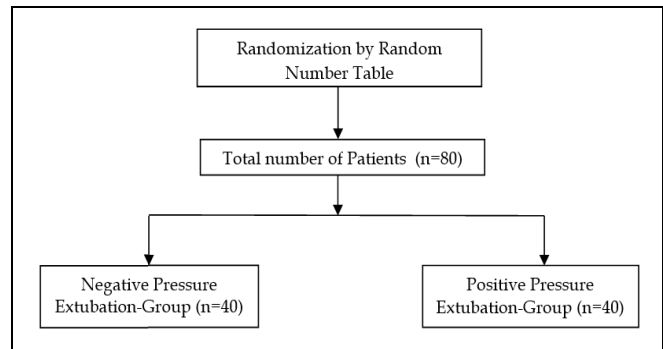 Randomization by Random
Number Table
Total number of Patients (n=80)
Negative Pressure
Extubation-Group (n=40)
Positive Pressure
Extubation-Group (n=40)